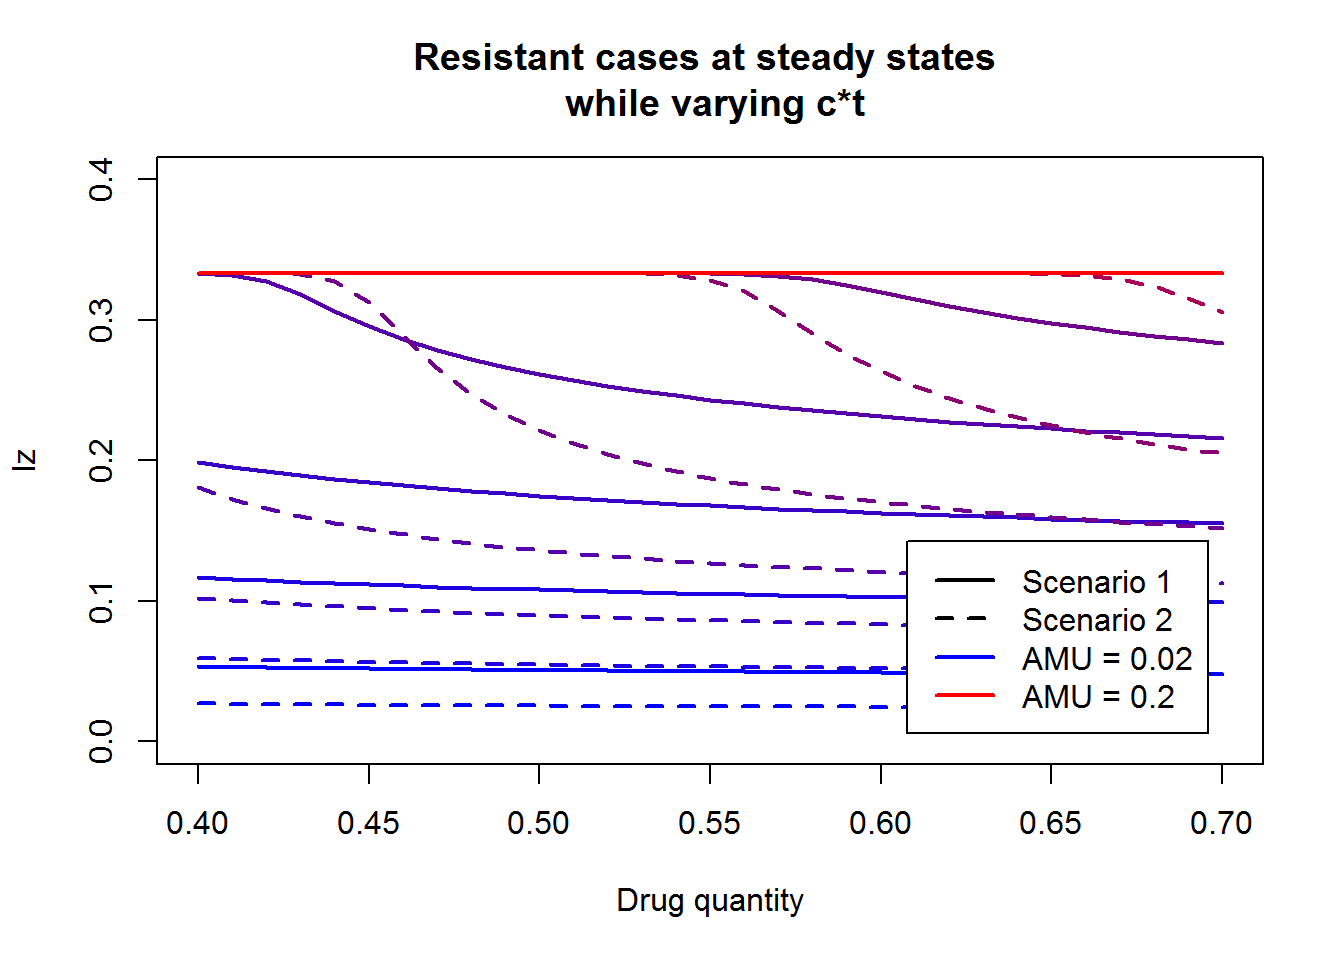 Resistant cases at steady states
while varying c*t
0.4
0.3
0.2
0.1
0.0
Iz
Scenario 1
Scenario 2
AMU = 0.02
AMU = 0.2
0.40 0.45 0.50 0.55 0.60 0.65 0.70
Drug quantity